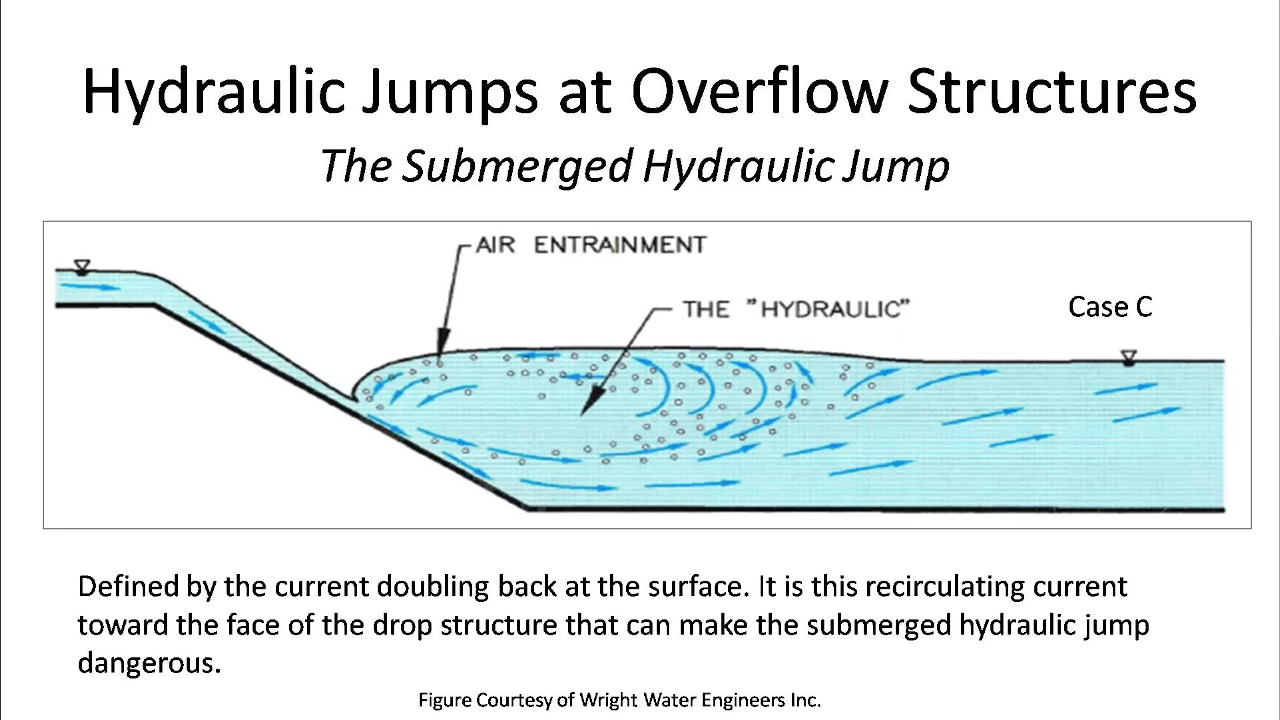 Hydraulic Jumps at Overflow Structures
The Submerged Hydraulic Jump
AIR ENTRAINMENT
THE "HYDRAULIC"
Case C
Defined by the current doubling back at the surface. It is this recirculating current
toward the face of the drop structure that can make the submerged hydraulic jump
dangerous.
Figure Courtesy of Wright Water Engineers Inc.